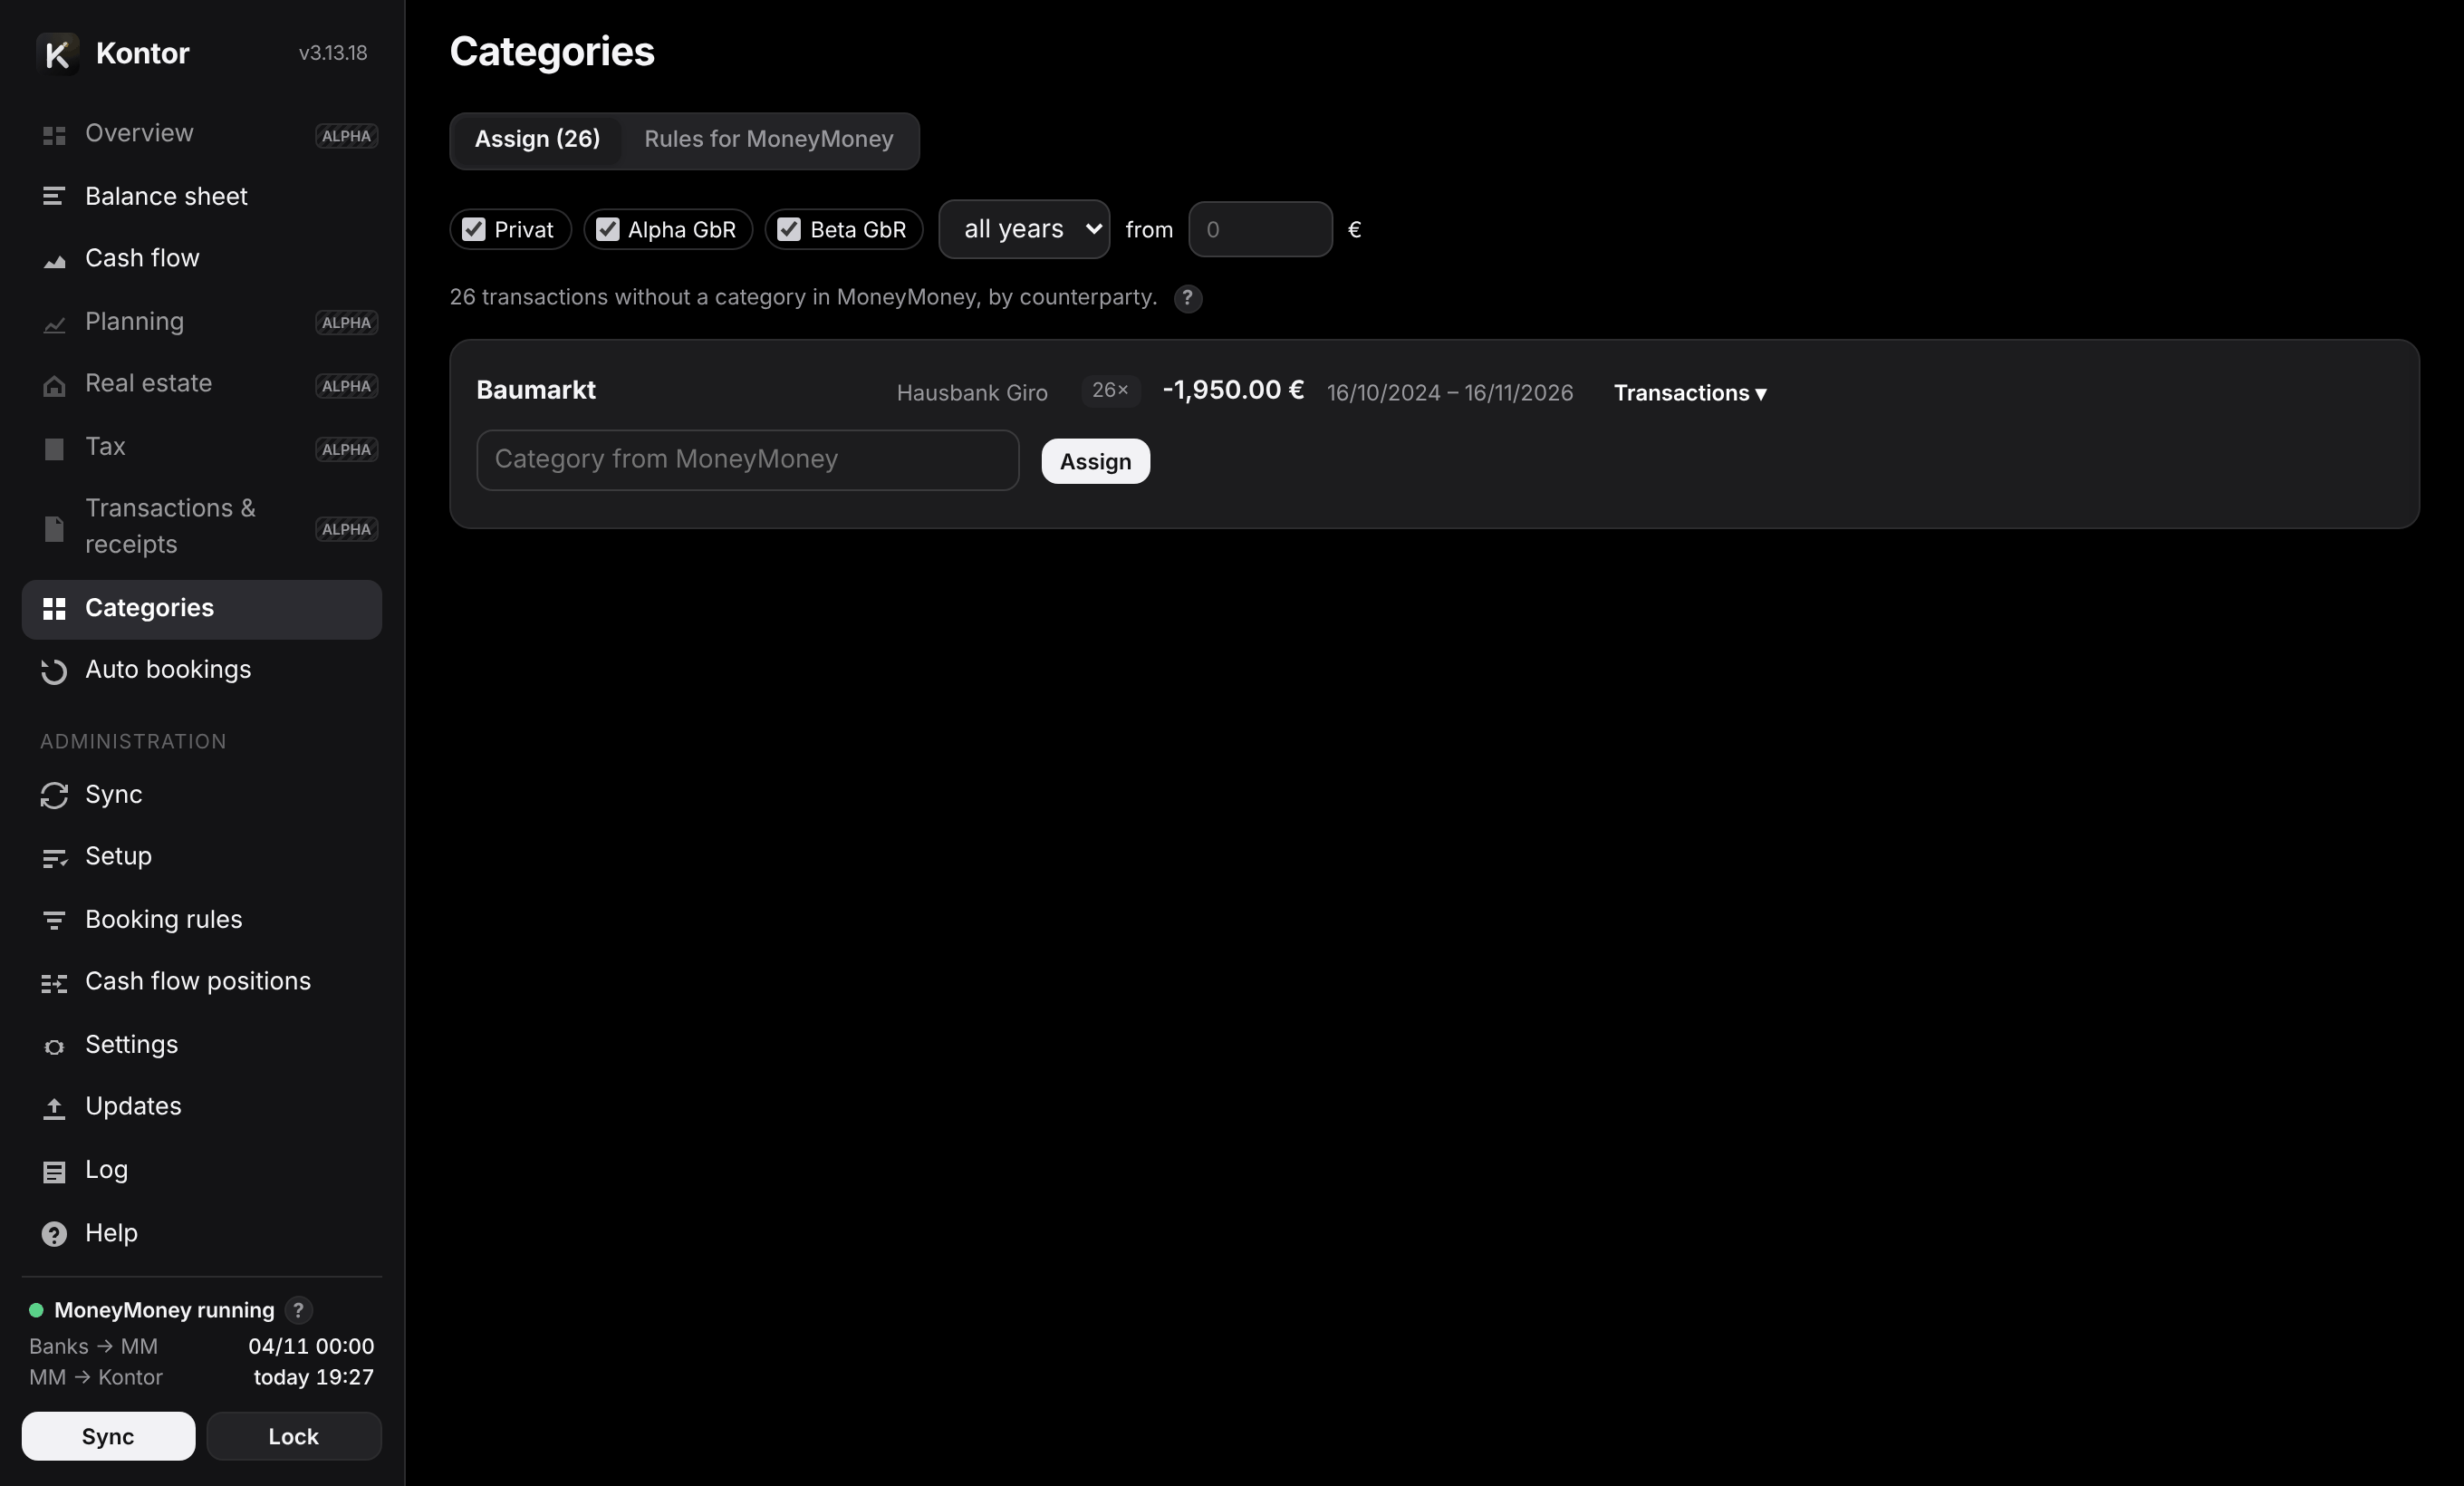 Kontor v3.13.18
Overview ALPHA
Balance sheet
Cash flow
Planning ALPHA
Real estate ALPHA
Tax ALPHA
Transactions &
receipts ALPHA
Categories
Auto bookings
ADMINISTRATION
Sync
Setup
Booking rules
Cash flow positions
Settings
Updates
Log
Help
MoneyMoney running ?
Banks → MM 04/11 00:00
MM → Kontor today 19:27
Sync Lock
Categories
Assign (26) Rules for MoneyMoney
Privat Alpha GbR Beta GbR all years from 0 €
26 transactions without a category in MoneyMoney, by counterparty. ?
Baumarkt Hausbank Giro 26× -1,950.00 € 16/10/2024 – 16/11/2026 Transactions ▾
Category from MoneyMoney Assign